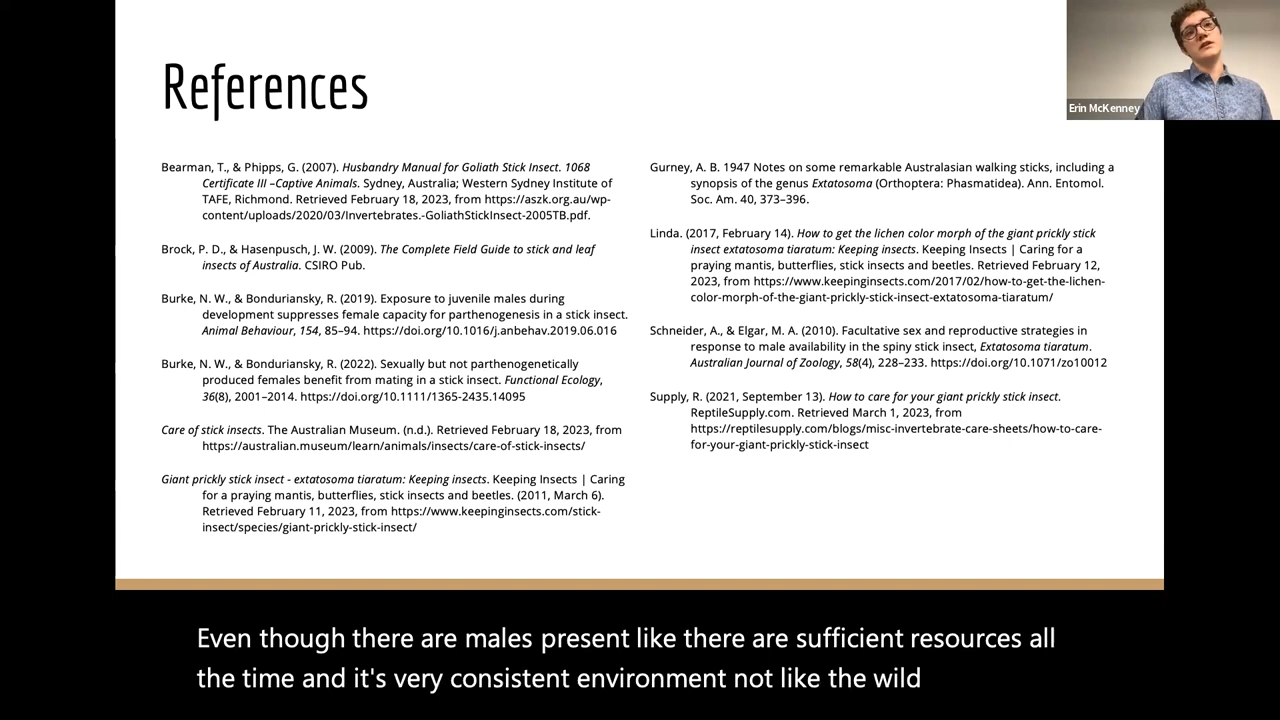 References
Erin McKenney
Bearman, T., & Phipps, G. (2007). Husbandry Manual for Goliath Stick Insect. 1068
Certificate III –Captive Animals. Sydney, Australia; Western Sydney Institute of
TAFE, Richmond. Retrieved February 18, 2023, from https://aszk.org.au/wp-
content/uploads/2020/03/Invertebrates.-GoliathStickInsect-2005TB.pdf.
Brock, P. D., & Hasenpusch, J. W. (2009). The Complete Field Guide to stick and leaf
insects of Australia. CSIRO Pub.
Burke, N. W., & Bonduriansky, R. (2019). Exposure to juvenile males during
development suppresses female capacity for parthenogenesis in a stick insect.
Animal Behaviour, 154, 85–94. https://doi.org/10.1016/j.anbehav.2019.06.016
Burke, N. W., & Bonduriansky, R. (2022). Sexually but not parthenogenetically
produced females benefit from mating in a stick insect. Functional Ecology,
36(8), 2001–2014. https://doi.org/10.1111/1365-2435.14095
Care of stick insects. The Australian Museum. (n.d.). Retrieved February 18, 2023, from
https://australian.museum/learn/animals/insects/care-of-stick-insects/
Giant prickly stick insect - extatosoma tiaratum: Keeping insects. Keeping Insects | Caring
for a praying mantis, butterflies, stick insects and beetles. (2011, March 6).
Retrieved February 11, 2023, from https://www.keepinginsects.com/stick-
insect/species/giant-prickly-stick-insect/
Gurney, A. B. 1947 Notes on some remarkable Australasian walking sticks, including a
synopsis of the genus Extatosoma (Orthoptera: Phasmatidea). Ann. Entomol.
Soc. Am. 40, 373–396.
Linda. (2017, February 14). How to get the lichen color morph of the giant prickly stick
insect extatosoma tiaratum: Keeping insects. Keeping Insects | Caring for a
praying mantis, butterflies, stick insects and beetles. Retrieved February 12,
2023, from https://www.keepinginsects.com/2017/02/how-to-get-the-lichen-
color-morph-of-the-giant-prickly-stick-insect-extatosoma-tiaratum/
Schneider, A., & Elgar, M. A. (2010). Facultative sex and reproductive strategies in
response to male availability in the spiny stick insect, Extatosoma tiaratum.
Australian Journal of Zoology, 58(4), 228–233. https://doi.org/10.1071/zo10012
Supply, R. (2021, September 13). How to care for your giant prickly stick insect.
ReptileSupply.com. Retrieved March 1, 2023, from
https://reptilesupply.com/blogs/misc-invertebrate-care-sheets/how-to-care-
for-your-giant-prickly-stick-insect
Even though there are males present like there are sufficient resources all
the time and it's very consistent environment not like the wild